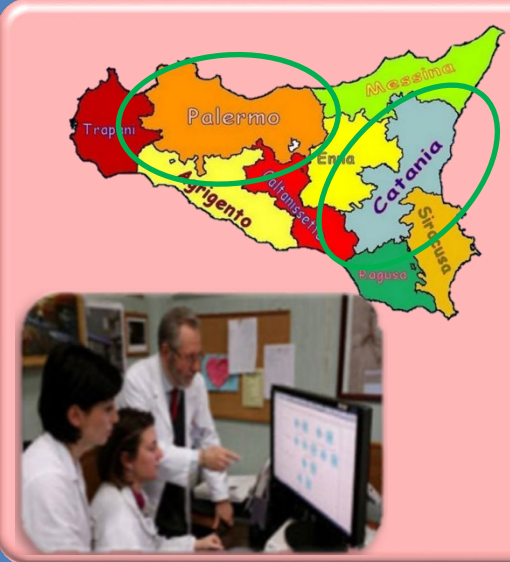 Messina
Palermo
Trapani
Enna
Catania
Caltanissetta
Agrigento
Siracusa
Ragusa